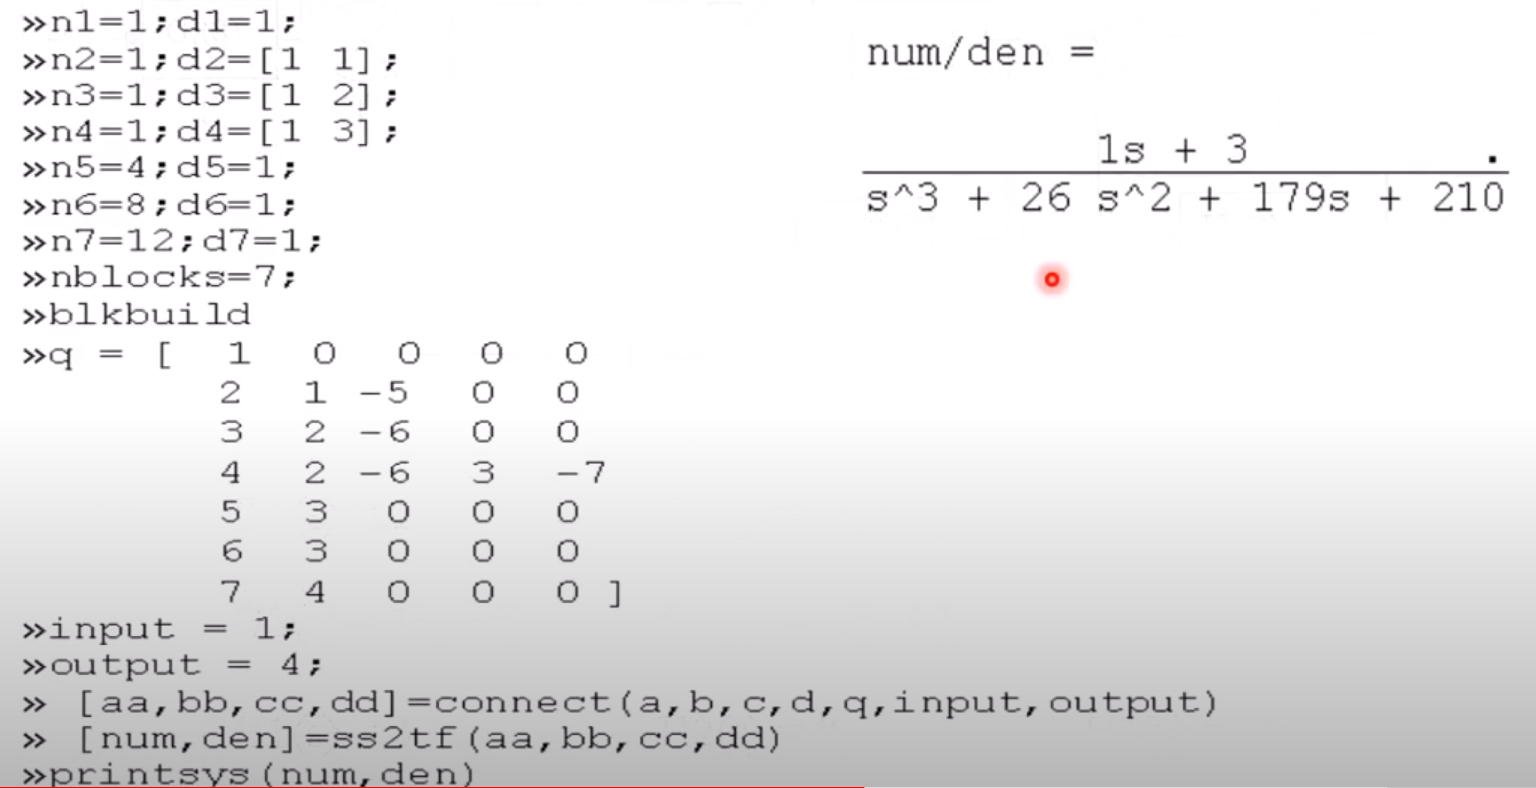 »n1=1;d1=1;
»n2=1;d2=[1 1];
»n3=1;d3=[1 2];
»n4=1;d4=[1 3];
»n5=4;d5=1;
»n6=8;d6=1;
»n7=12;d7=1;
»nblocks=7;
»blkbuild
»q = [ 1 0 0 0 0
2 1 -5 0 0
3 2 -6 0 0
4 2 -6 3 -7
5 3 0 0 0
6 3 0 0 0
7 4 0 0 0 ]
»input = 1;
»output = 4;
» [aa,bb,cc,dd]=connect(a,b,c,d,q,input,output)
» [num,den]=ss2tf(aa,bb,cc,dd)
»printsys(num,den)
num/den =
1s + 3 .
s^3 + 26 s^2 + 179s + 210